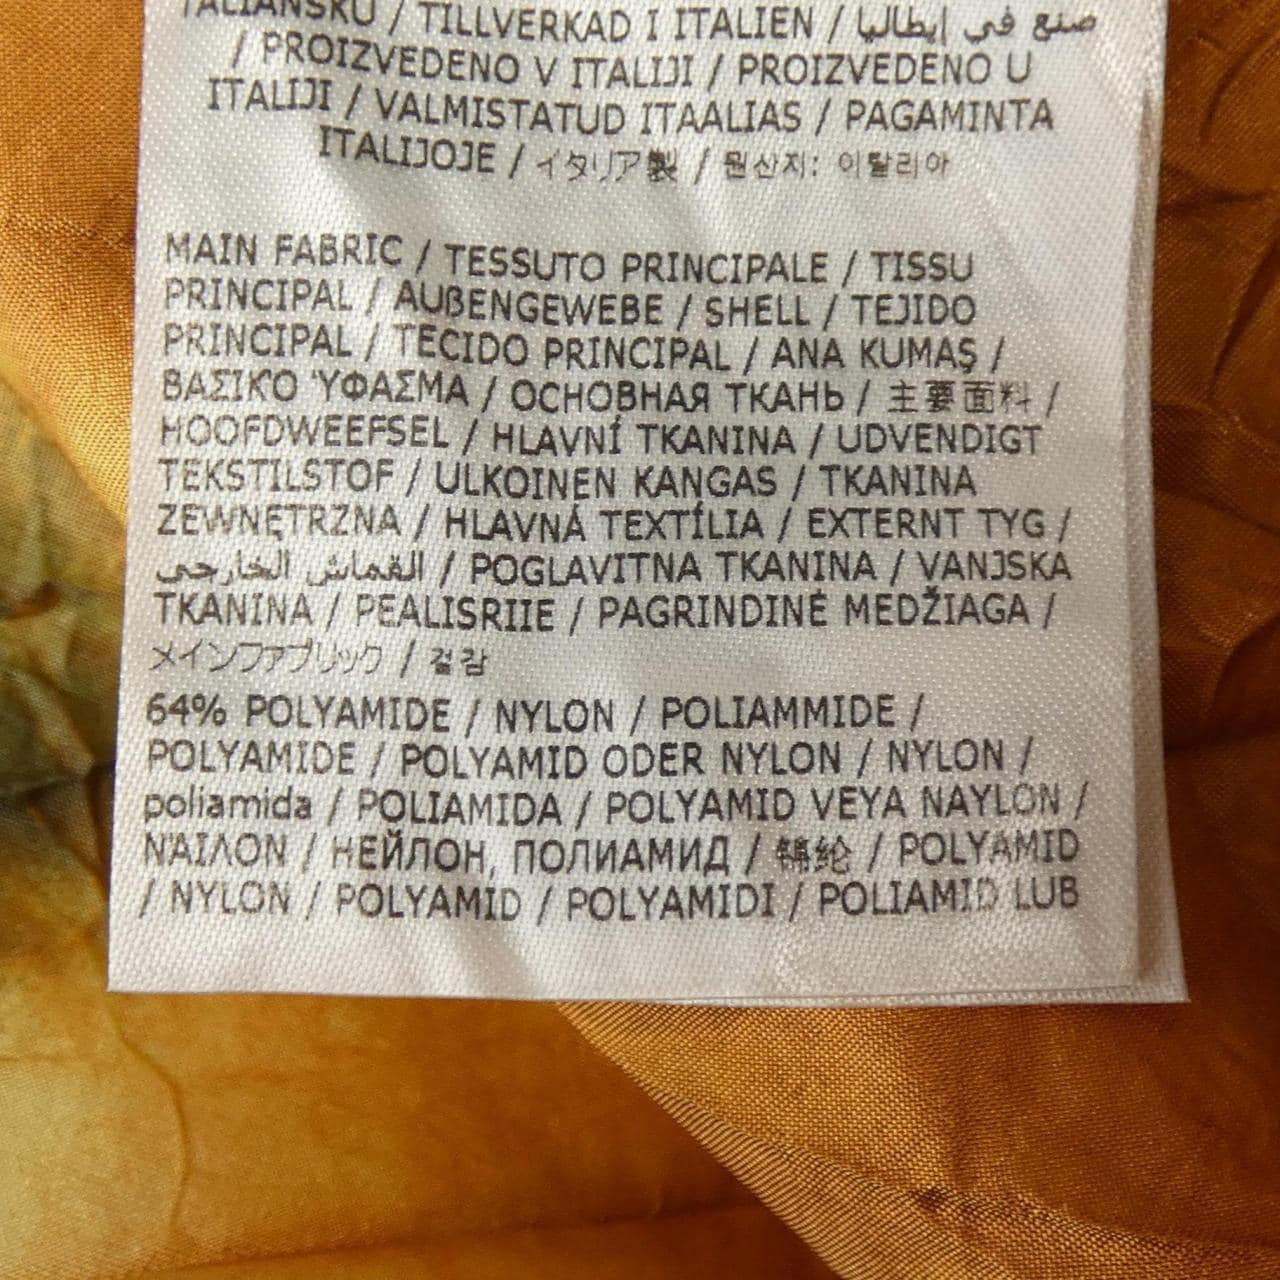 TALIANSKU / TILLVERKAD I ITALIEN / صنع في إيطاليا
/ PROIZVEDENO V ITALIJI / PROIZVEDENO U
ITALIJI / VALMISTATUD ITAALIAS / PAGAMINTA
ITALIJOJE / イタリア製 / 원산지: 이탈리아
MAIN FABRIC / TESSUTO PRINCIPALE / TISSU
PRINCIPAL / AUßENGEWEBE / SHELL / TEJIDO
PRINCIPAL / TECIDO PRINCIPAL / ANA KUMAŞ /
ΒΑΣΙΚΌ ΎΦΑΣΜΑ / ОСНОВНАЯ ТКАНЬ / 主要面料 /
HOOFDWEEFSEL / HLAVNÍ TKANINA / UDVENDIGT
TEKSTILSTOF / ULKOINEN KANGAS / TKANINA
ZEWNĘTRZNA / HLAVNÁ TEXTÍLIA / EXTERNT TYG /
القماش الخارجي / POGLAVITNA TKANINA / VANJSKA
TKANINA / PEALISRIIE / PAGRINDINĖ MEDŽIAGA /
メインファブリック / 겉감
64% POLYAMIDE / NYLON / POLIAMMIDE /
POLYAMIDE / POLYAMID ODER NYLON / NYLON /
poliamida / POLIAMIDA / POLYAMID VEYA NAYLON /
ΝΆΙΛΟΝ / НЕЙЛОН, ПОЛИАМИД / 锦纶 / POLYAMID
/ NYLON / POLYAMID / POLYAMIDI / POLIAMID LUB